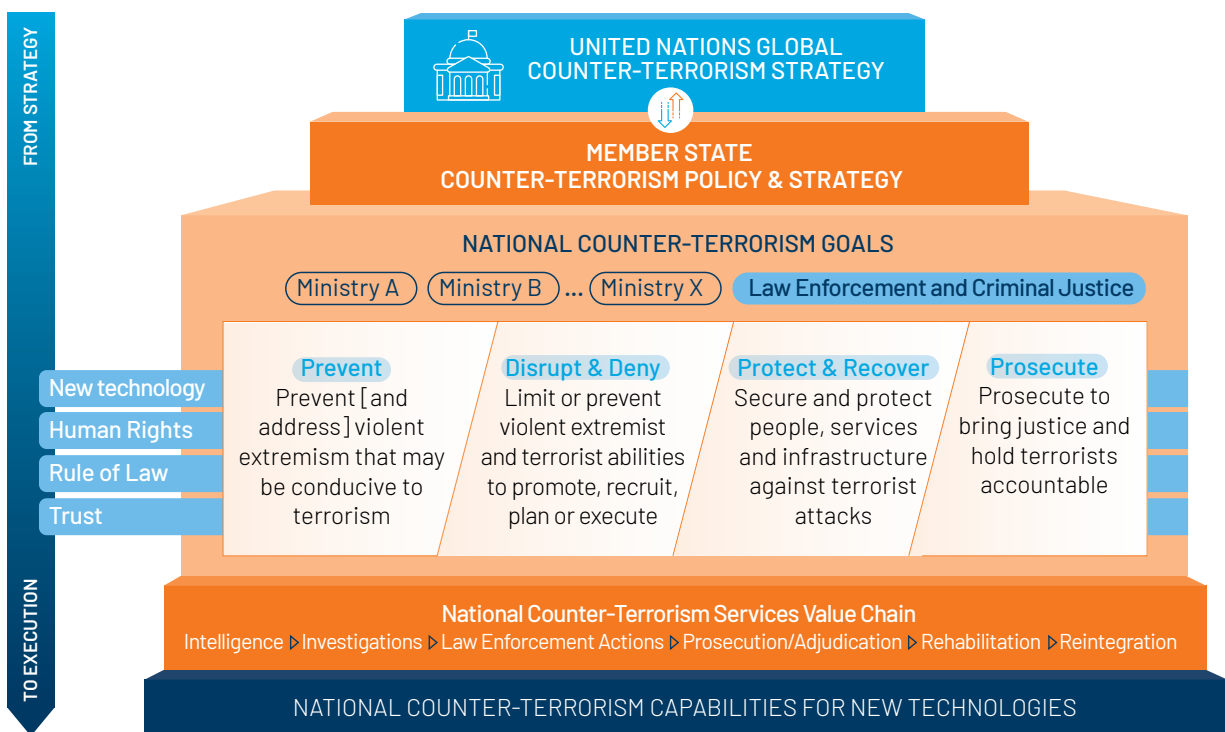 FROM STRATEGY
UNITED NATIONS GLOBAL
COUNTER-TERRORISM STRATEGY
MEMBER STATE
COUNTER-TERRORISM POLICY & STRATEGY
NATIONAL COUNTER-TERRORISM GOALS
Ministry A Ministry B ... Ministry X Law Enforcement and Criminal Justice
New technology
Human Rights
Rule of Law
Trust
Prevent
Prevent [and
address] violent
extremism that may
be conducive to
terrorism
Disrupt & Deny
Limit or prevent
violent extremist
and terrorist abilities
to promote, recruit,
plan or execute
Protect & Recover
Secure and protect
people, services
and infrastructure
against terrorist
attacks
Prosecute
Prosecute to
bring justice and
hold terrorists
accountable
TO EXECUTION
National Counter-Terrorism Services Value Chain
Intelligence ▷ Investigations ▷ Law Enforcement Actions ▷ Prosecution/Adjudication ▷ Rehabilitation ▷ Reintegration
NATIONAL COUNTER-TERRORISM CAPABILITIES FOR NEW TECHNOLOGIES